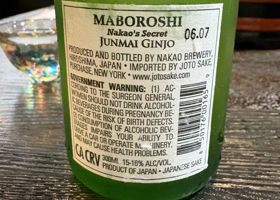 MABOROSHI
Nakao's Secret
JUNMAI GINJO
06.07
PRODUCED AND BOTTLED BY NAKAO BREWERY,
HIROSHIMA, JAPAN • IMPORTED BY JOTO SAKE,
PURCHASE, NEW YORK • www.jotosake.com
GOVERNMENT WARNING: (1) AC-
CORDING TO THE SURGEON GENERAL,
WOMEN SHOULD NOT DRINK ALCOHOL-
IC BEVERAGES DURING PREGNANCY BE-
CAUSE OF THE RISK OF BIRTH DEFECTS.
CONSUMPTION OF ALCOHOLIC BEV-
ERAGES IMPAIRS YOUR ABILITY TO
DRIVE A CAR OR OPERATE MACHINERY,
AND MAY CAUSE HEALTH PROBLEMS.
CA CRV
300ML 15-16% ALC/VOL.
PRODUCT OF JAPAN • JAPANESE SAKE